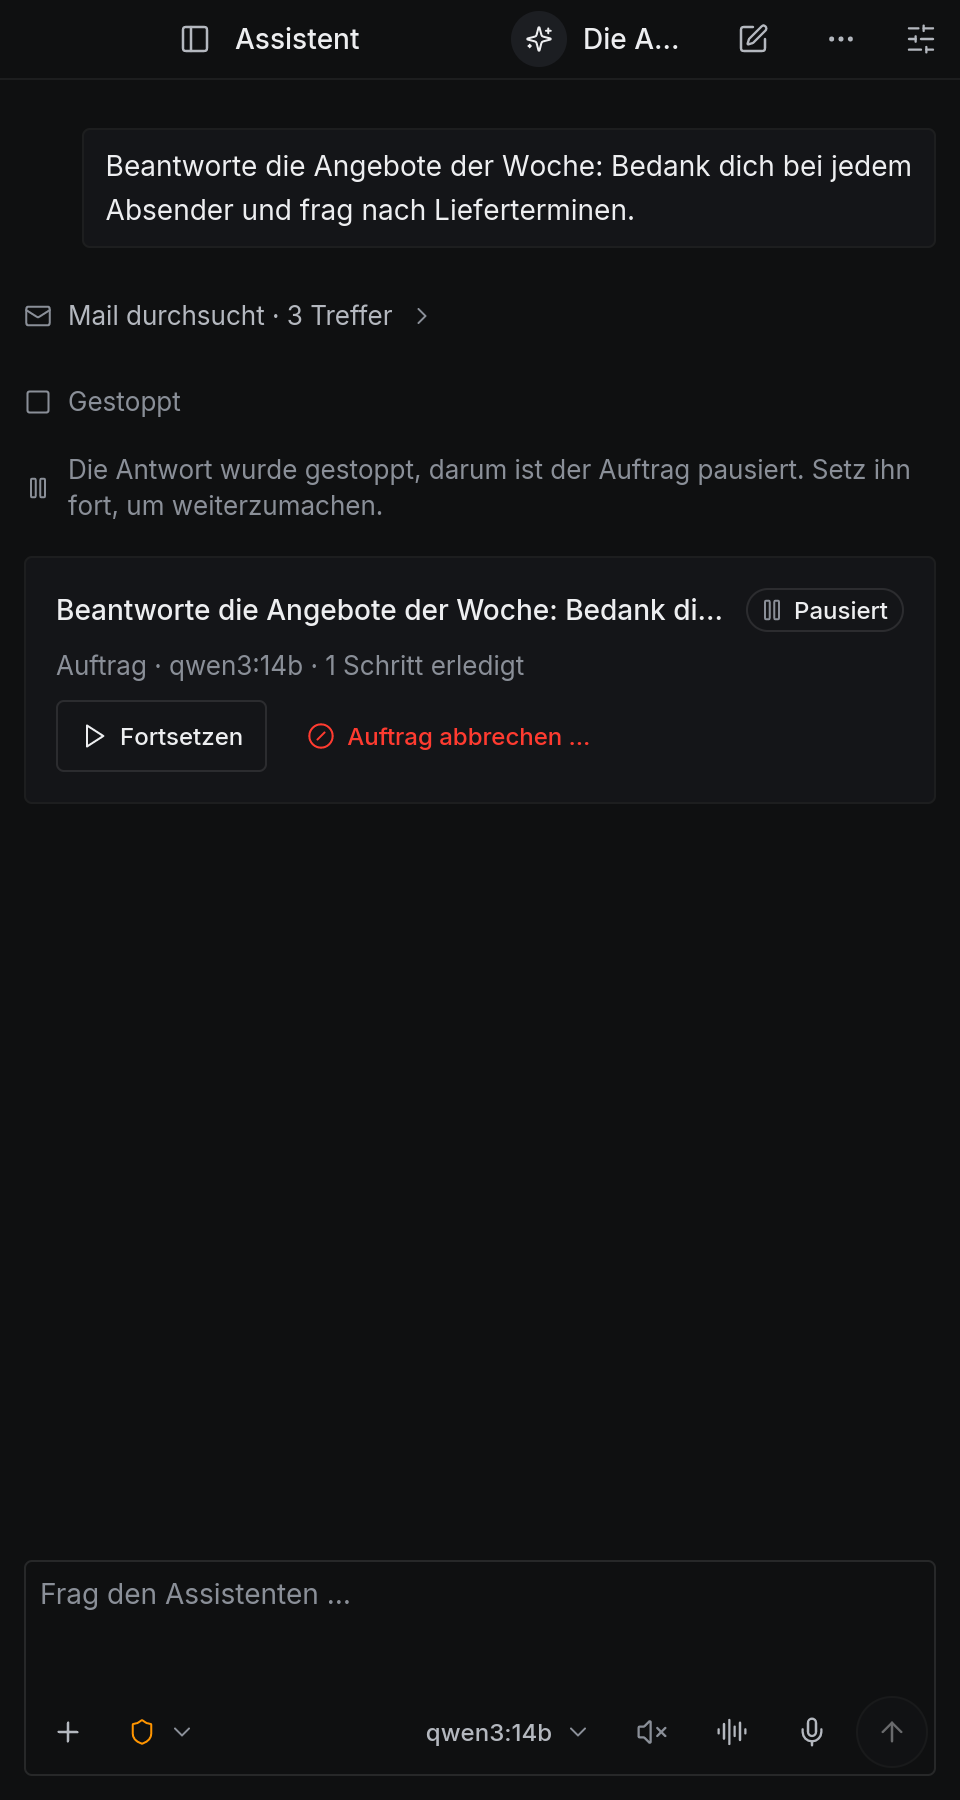 Assistent
Die A...
Beantworte die Angebote der Woche: Bedank dich bei jedem
Absender und frag nach Lieferterminen.
Mail durchsucht · 3 Treffer
Gestoppt
Die Antwort wurde gestoppt, darum ist der Auftrag pausiert. Setz ihn
fort, um weiterzumachen.
Beantworte die Angebote der Woche: Bedank di...
Pausiert
Auftrag · qwen3:14b · 1 Schritt erledigt
Fortsetzen
Auftrag abbrechen ...
Frag den Assistenten ...
qwen3:14b